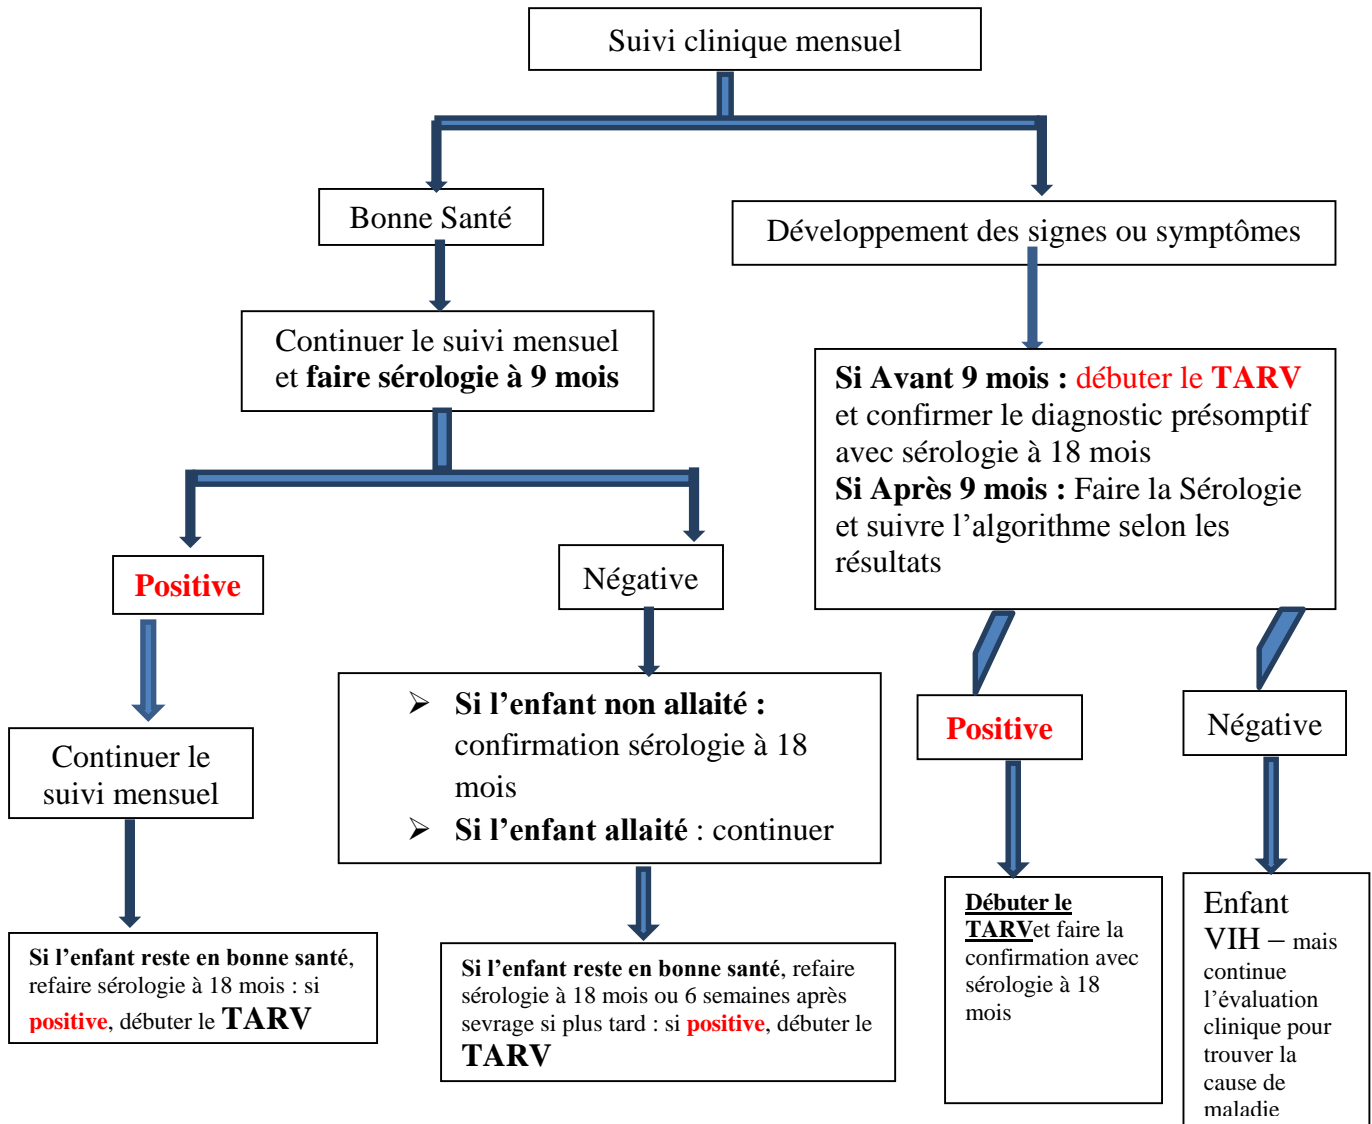 Suivi clinique mensuel
Bonne Santé
Développement des signes ou symptômes
Continuer le suivi mensuel
et faire sérologie à 9 mois
Si Avant 9 mois : débuter le TARV
et confirmer le diagnostic présomptif
avec sérologie à 18 mois
Si Après 9 mois : Faire la Sérologie
et suivre l’algorithme selon les
résultats
Positive
Négative
Continuer le
suivi mensuel
➢ Si l’enfant non allaité :
confirmation sérologie à 18
mois
➢ Si l’enfant allaité : continuer
Positive
Négative
Si l’enfant reste en bonne santé,
refaire sérologie à 18 mois : si
positive, débuter le TARV
Si l’enfant reste en bonne santé, refaire
sérologie à 18 mois ou 6 semaines après
sevrage si plus tard : si positive, débuter le
TARV
Débuter le
TARVet faire la
confirmation avec
sérologie à 18
mois
Enfant
VIH – mais
continue
l’évaluation
clinique pour
trouver la
cause de
maladie